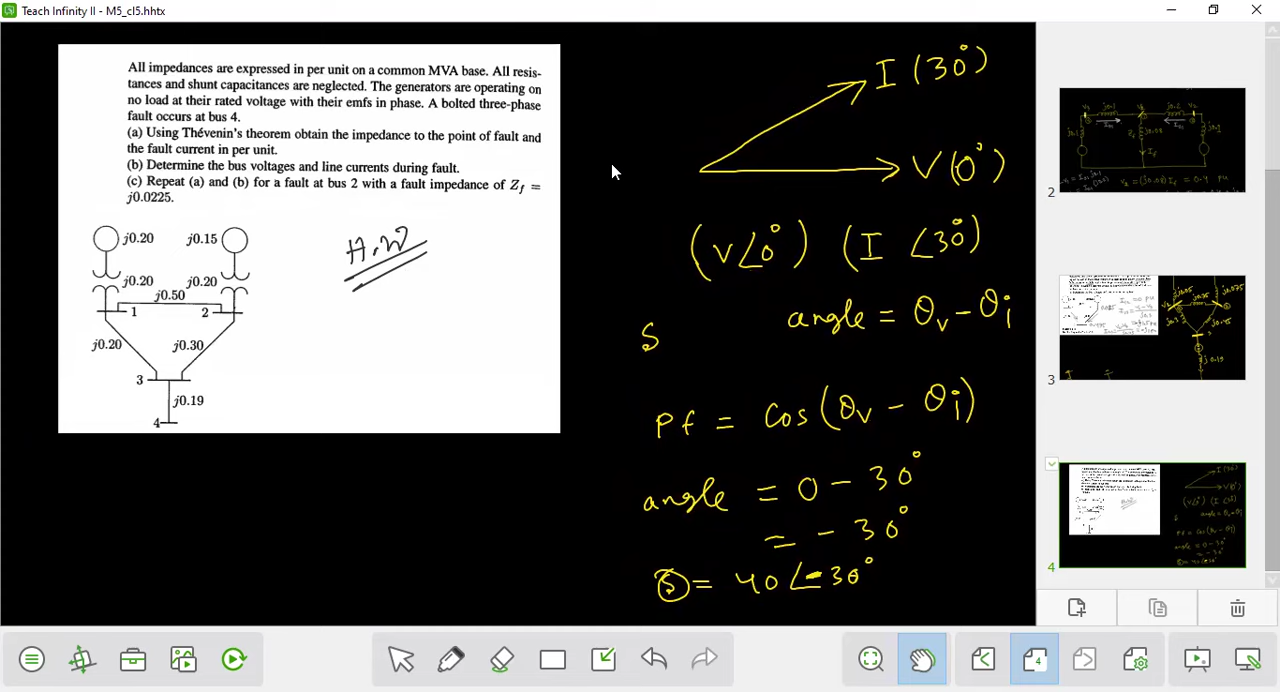 Teach Infinity II - M5_cl5.hhtx
All impedances are expressed in per unit on a common MVA base. All resis-
tances and shunt capacitances are neglected. The generators are operating on
no load at their rated voltage with their emfs in phase. A bolted three-phase
fault occurs at bus 4.
(a) Using Thévenin's theorem obtain the impedance to the point of fault and
the fault current in per unit.
(b) Determine the bus voltages and line currents during fault.
(c) Repeat (a) and (b) for a fault at bus 2 with a fault impedance of Zf =
j0.0225.
j0.20 j0.15
j0.20 j0.20
j0.50
1 2
j0.20 j0.30
3
j0.19
4
H.W
I (30°)
V(0°)
(V∠0°) (I ∠30°)
angle = θv - θi
S
Pf = Cos(θv - θi)
angle = 0 - 30°
= - 30°
S = 40∠-30°
2
3
4
4